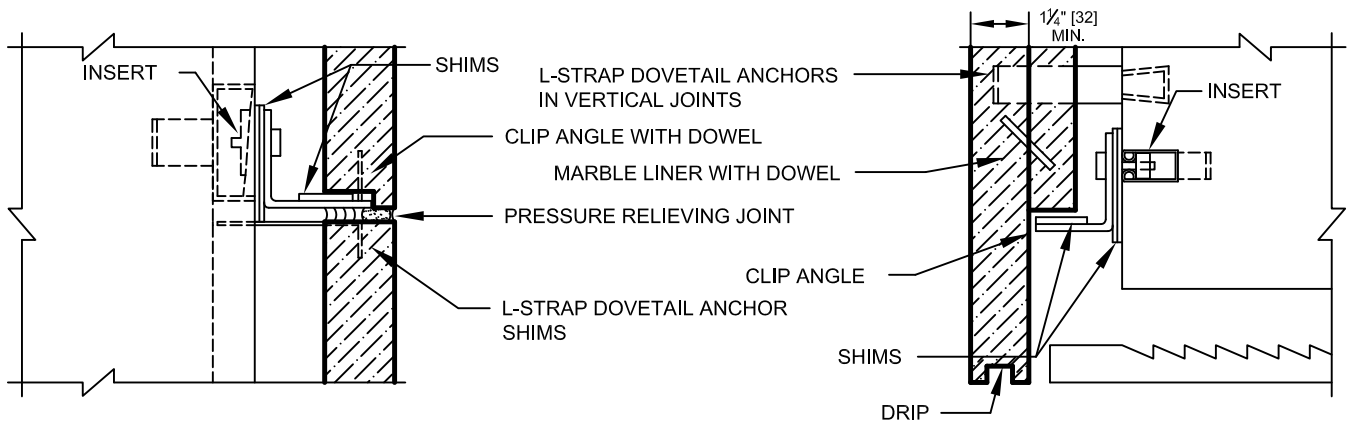 INSERT
SHIMS
CLIP ANGLE WITH DOWEL
PRESSURE RELIEVING JOINT
L-STRAP DOVETAIL ANCHOR
SHIMS
1¼" [32]
MIN.
L-STRAP DOVETAIL ANCHORS
IN VERTICAL JOINTS
INSERT
MARBLE LINER WITH DOWEL
CLIP ANGLE
SHIMS
DRIP